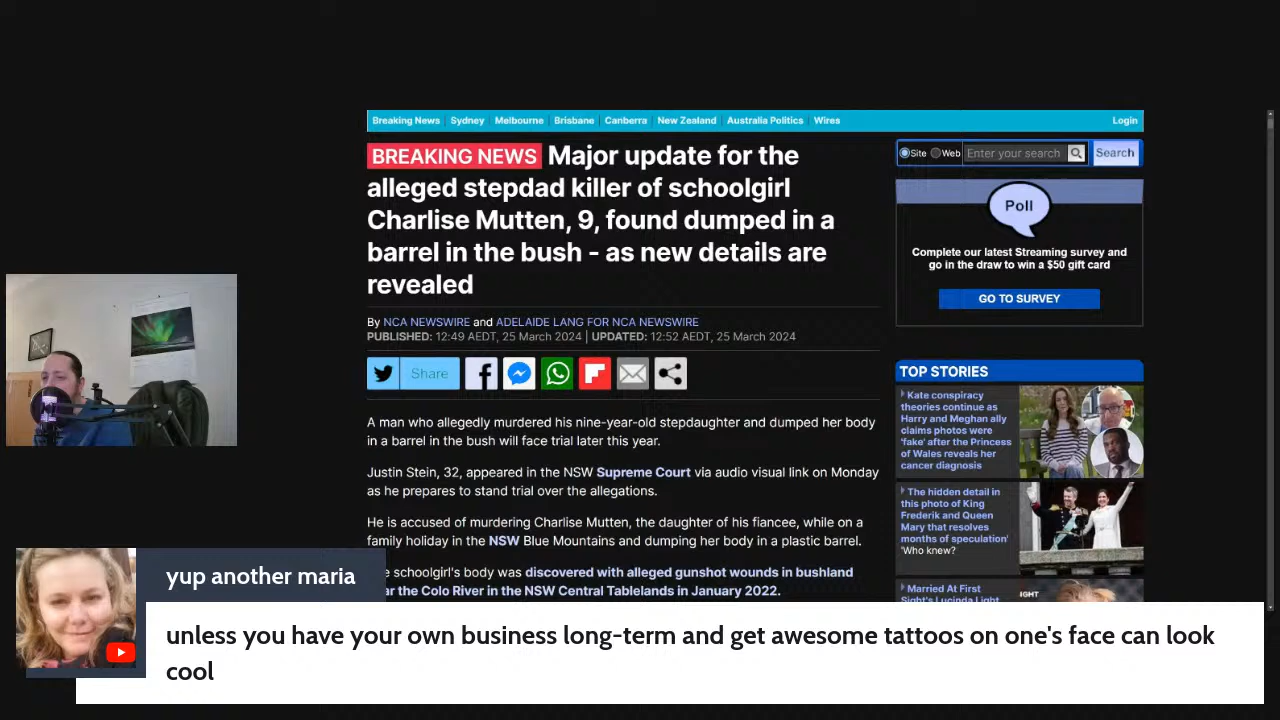 Breaking News Sydney Melbourne Brisbane Canberra New Zealand Australia Politics Wires Login
BREAKING NEWS Major update for the
alleged stepdad killer of schoolgirl
Charlise Mutten, 9, found dumped in a
barrel in the bush - as new details are
revealed
By NCA NEWSWIRE and ADELAIDE LANG FOR NCA NEWSWIRE
PUBLISHED: 12:49 AEDT, 25 March 2024 | UPDATED: 12:52 AEDT, 25 March 2024
Share
A man who allegedly murdered his nine-year-old stepdaughter and dumped her body
in a barrel in the bush will face trial later this year.
Justin Stein, 32, appeared in the NSW Supreme Court via audio visual link on Monday
as he prepares to stand trial over the allegations.
He is accused of murdering Charlise Mutten, the daughter of his fiancee, while on a
family holiday in the NSW Blue Mountains and dumping her body in a plastic barrel.
schoolgirl's body was discovered with alleged gunshot wounds in bushland
the Colo River in the NSW Central Tablelands in January 2022.
Site Web Enter your search Search
Poll
Complete our latest Streaming survey and
go in the draw to win a $50 gift card
GO TO SURVEY
TOP STORIES
Kate conspiracy
theories continue as
Harry and Meghan ally
claims photos were
'fake' after the Princess
of Wales reveals her
cancer diagnosis
The hidden detail in
this photo of King
Frederik and Queen
Mary that resolves
months of speculation'
'Who knew?
Married At First
Sight's Lucinda Light
yup another maria
unless you have your own business long-term and get awesome tattoos on one's face can look
cool